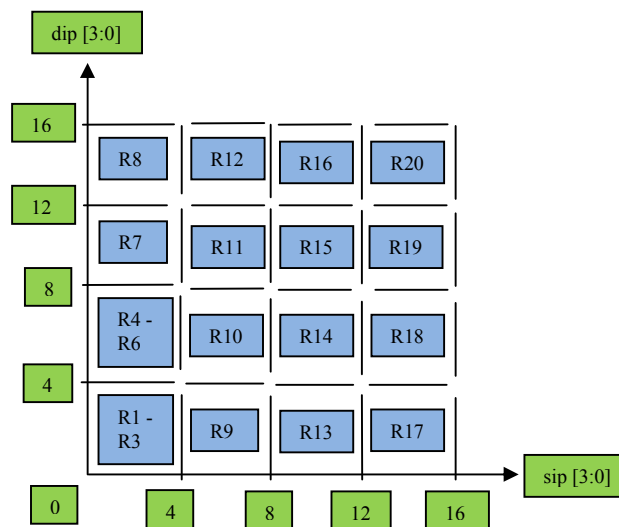 dip [3:0]
16
R8
R12
R16
R20
12
R7
R11
R15
R19
8
R4 -
R6
R10
R14
R18
4
R1 -
R3
R9
R13
R17
sip [3:0]
0
4
8
12
16